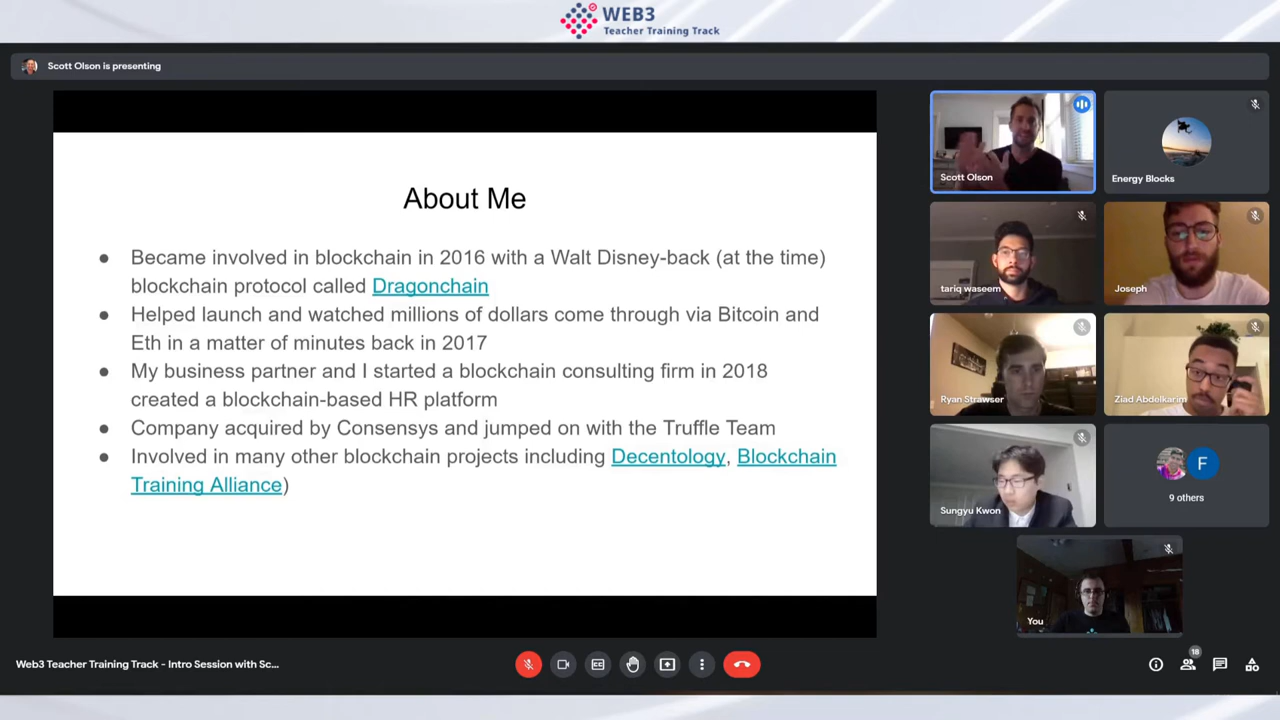 WEB3
Teacher Training Track
Scott Olson is presenting
About Me
● Became involved in blockchain in 2016 with a Walt Disney-back (at the time)
blockchain protocol called Dragonchain
● Helped launch and watched millions of dollars come through via Bitcoin and
Eth in a matter of minutes back in 2017
● My business partner and I started a blockchain consulting firm in 2018
created a blockchain-based HR platform
● Company acquired by Consensys and jumped on with the Truffle Team
● Involved in many other blockchain projects including Decentology, Blockchain
Training Alliance)
Scott Olson
Energy Blocks
tariq waseem
Joseph
Ryan Strawser
Ziad Abdelkarim
Sungyu Kwon
F
9 others
You
Web3 Teacher Training Track - Intro Session with Sc...
CC
18